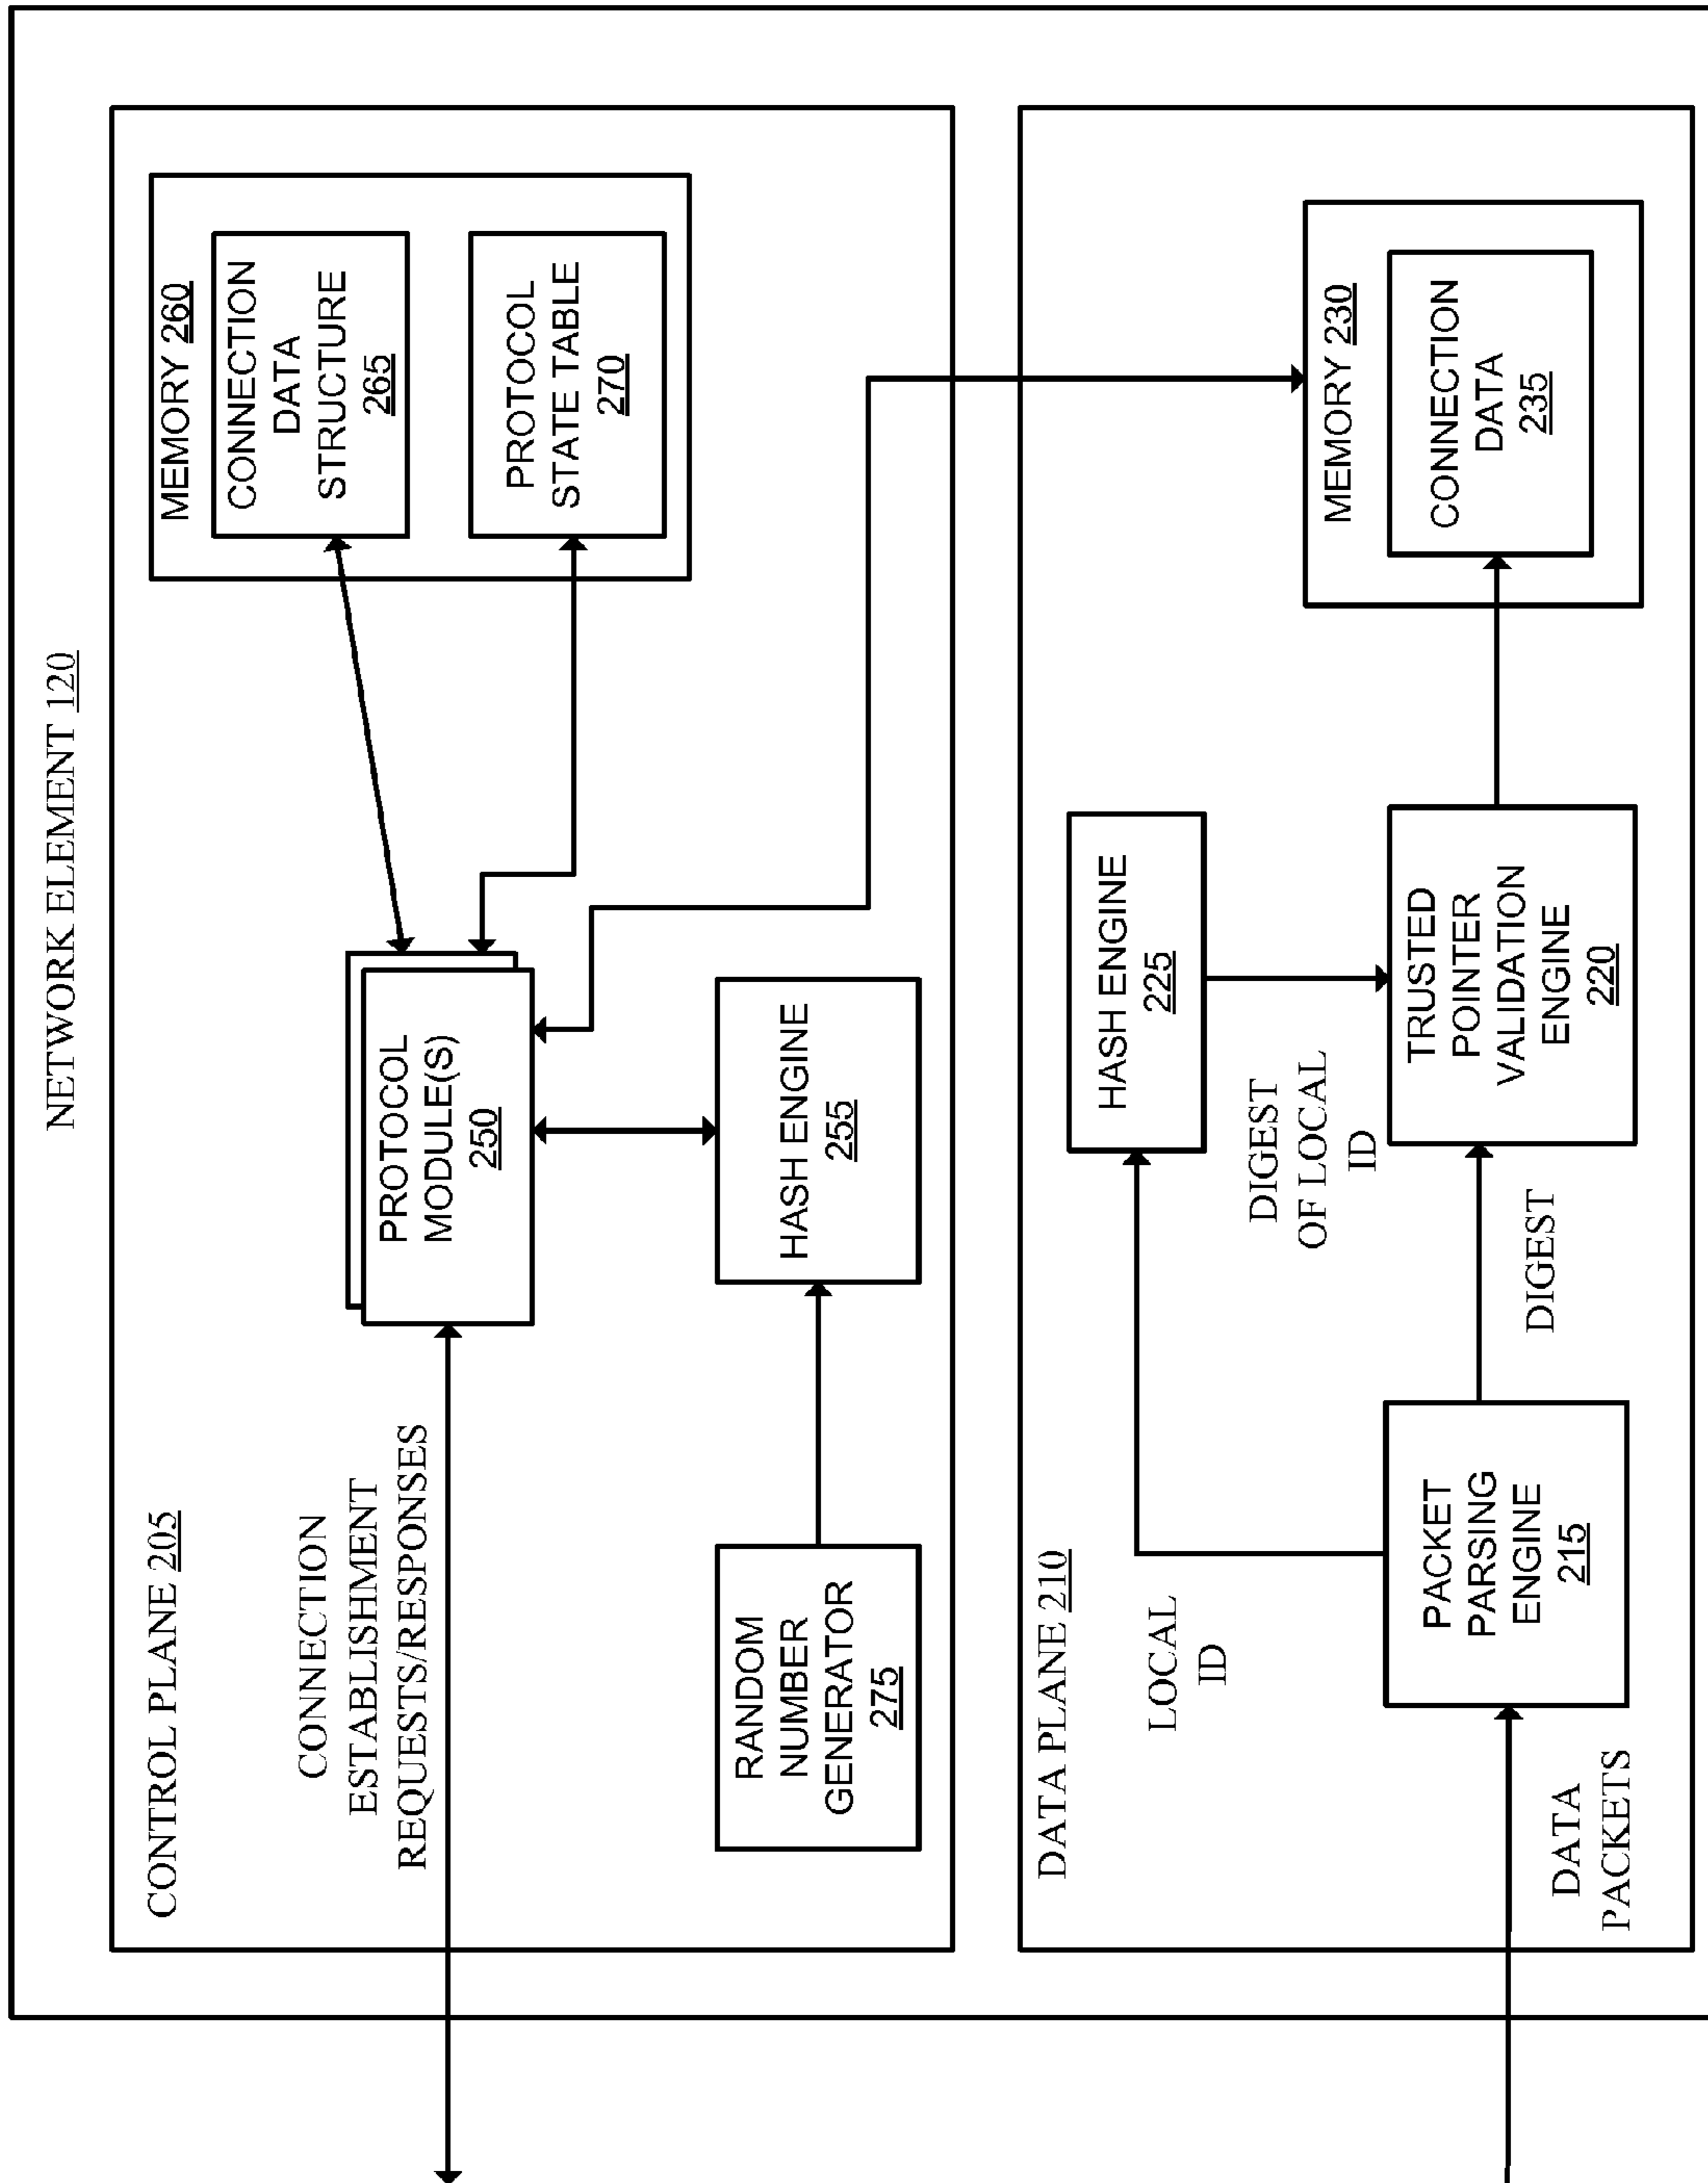 NETWORK ELEMENT 120
CONTROL PLANE 205
CONNECTION
ESTABLISHMENT
REQUESTS/RESPONSES
PROTOCOL
MODULE(S)
250
MEMORY 260
CONNECTION
DATA
STRUCTURE
265
PROTOCOL
STATE TABLE
270
RANDOM
NUMBER
GENERATOR
275
HASH ENGINE
255
DATA PLANE 210
LOCAL
ID
HASH ENGINE
225
DIGEST
OF LOCAL
ID
DATA
PACKETS
PACKET
PARSING
ENGINE
215
DIGEST
TRUSTED
POINTER
VALIDATION
ENGINE
220
MEMORY 230
CONNECTION
DATA
235